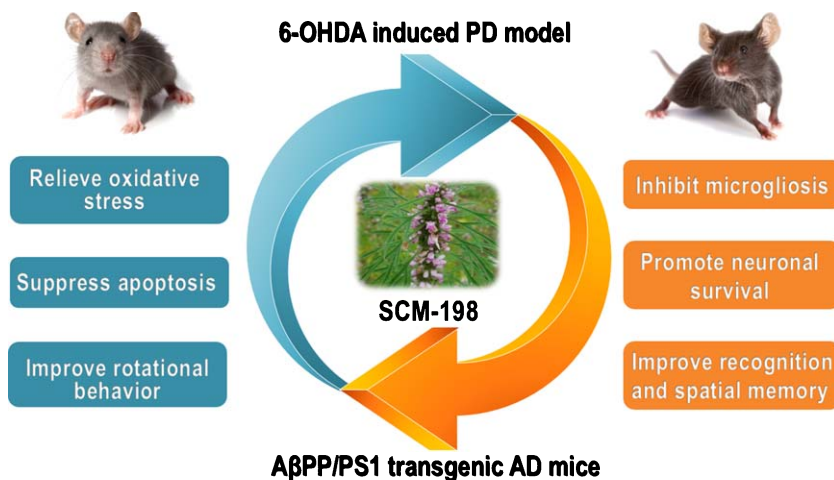 6-OHDA induced PD model
Relieve oxidative
stress
Suppress apoptosis
Improve rotational
behavior
SCM-198
Inhibit microgliosis
Promote neuronal
survival
Improve recognition
and spatial memory
AβPP/PS1 transgenic AD mice